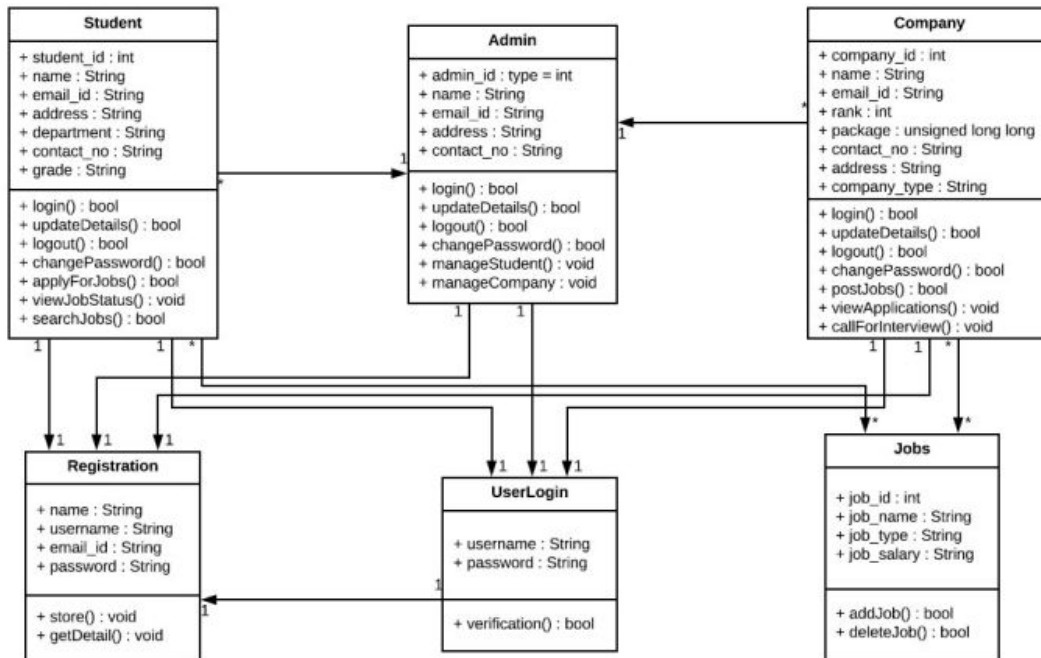 Student
+ student_id : int
+ name : String
+ email_id : String
+ address : String
+ department : String
+ contact_no : String
+ grade : String
+ login() : bool
+ updateDetails() : bool
+ logout() : bool
+ changePassword() : bool
+ applyForJobs() : bool
+ viewJobStatus() : void
+ searchJobs() : bool
Admin
+ admin_id : type = int
+ name : String
+ email_id : String
+ address : String
+ contact_no : String
+ login() : bool
+ updateDetails() : bool
+ logout() : bool
+ changePassword() : bool
+ manageStudent() : void
+ manageCompany : void
Company
+ company_id : int
+ name : String
+ email_id : String
+ rank : int
+ package : unsigned long long
+ contact_no : String
+ address : String
+ company_type : String
+ login() : bool
+ updateDetails() : bool
+ logout() : bool
+ changePassword() : bool
+ postJobs() : bool
+ viewApplications() : void
+ callForInterview() : void
* 1
1 *
1 1 * 1 1 1 1 *
1 1 1 1 1 1 * *
Registration
+ name : String
+ username : String
+ email_id : String
+ password : String
+ store() : void
+ getDetail() : void
1 1
UserLogin
+ username : String
+ password : String
+ verification() : bool
Jobs
+ job_id : int
+ job_name : String
+ job_type : String
+ job_salary : String
+ addJob() : bool
+ deleteJob() : bool